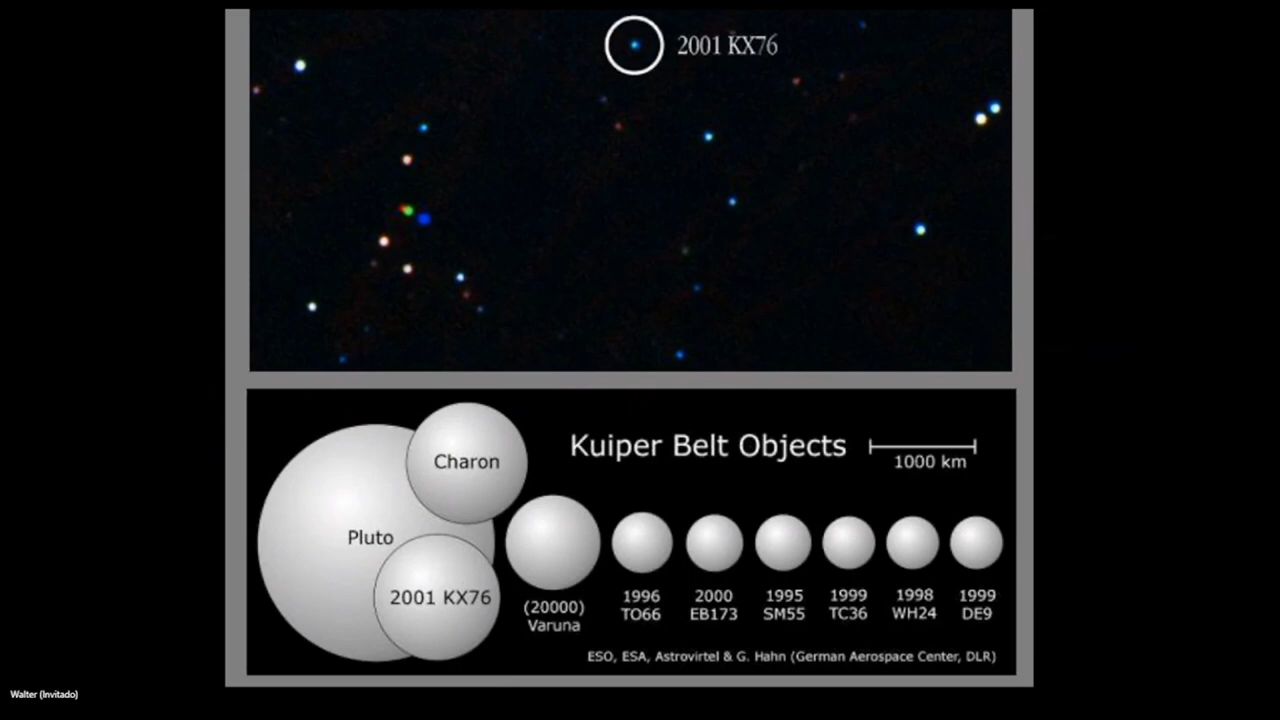 2001 KX76
Kuiper Belt Objects
1000 km
Charon
Pluto
2001 KX76
(20000)
Varuna
1996
TO66
2000
EB173
1995
SM55
1999
TC36
1998
WH24
1999
DE9
ESO, ESA, Astrovirtel & G. Hahn (German Aerospace Center, DLR)
Walter (Invitado)